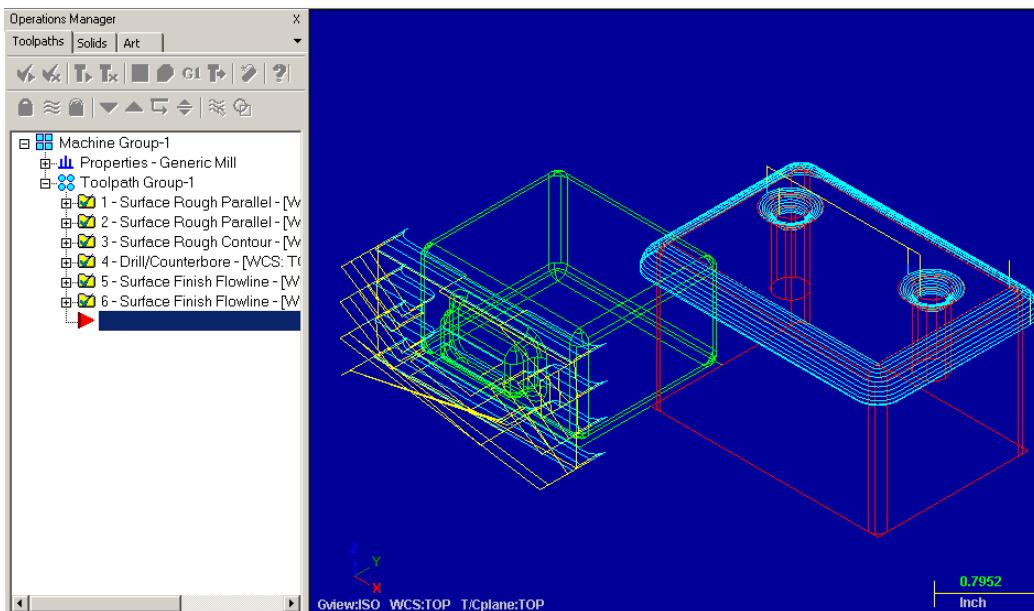 Operations Manager X
Toolpaths Solids Art
G1
Machine Group-1
Properties - Generic Mill
Toolpath Group-1
1 - Surface Rough Parallel - [W
2 - Surface Rough Parallel - [W
3 - Surface Rough Contour - [W
4 - Drill/Counterbore - [WCS: TO
5 - Surface Finish Flowline - [W
6 - Surface Finish Flowline - [W
Z
Y
X
0.7952
Gview:ISO WCS:TOP T/Cplane:TOP
Inch